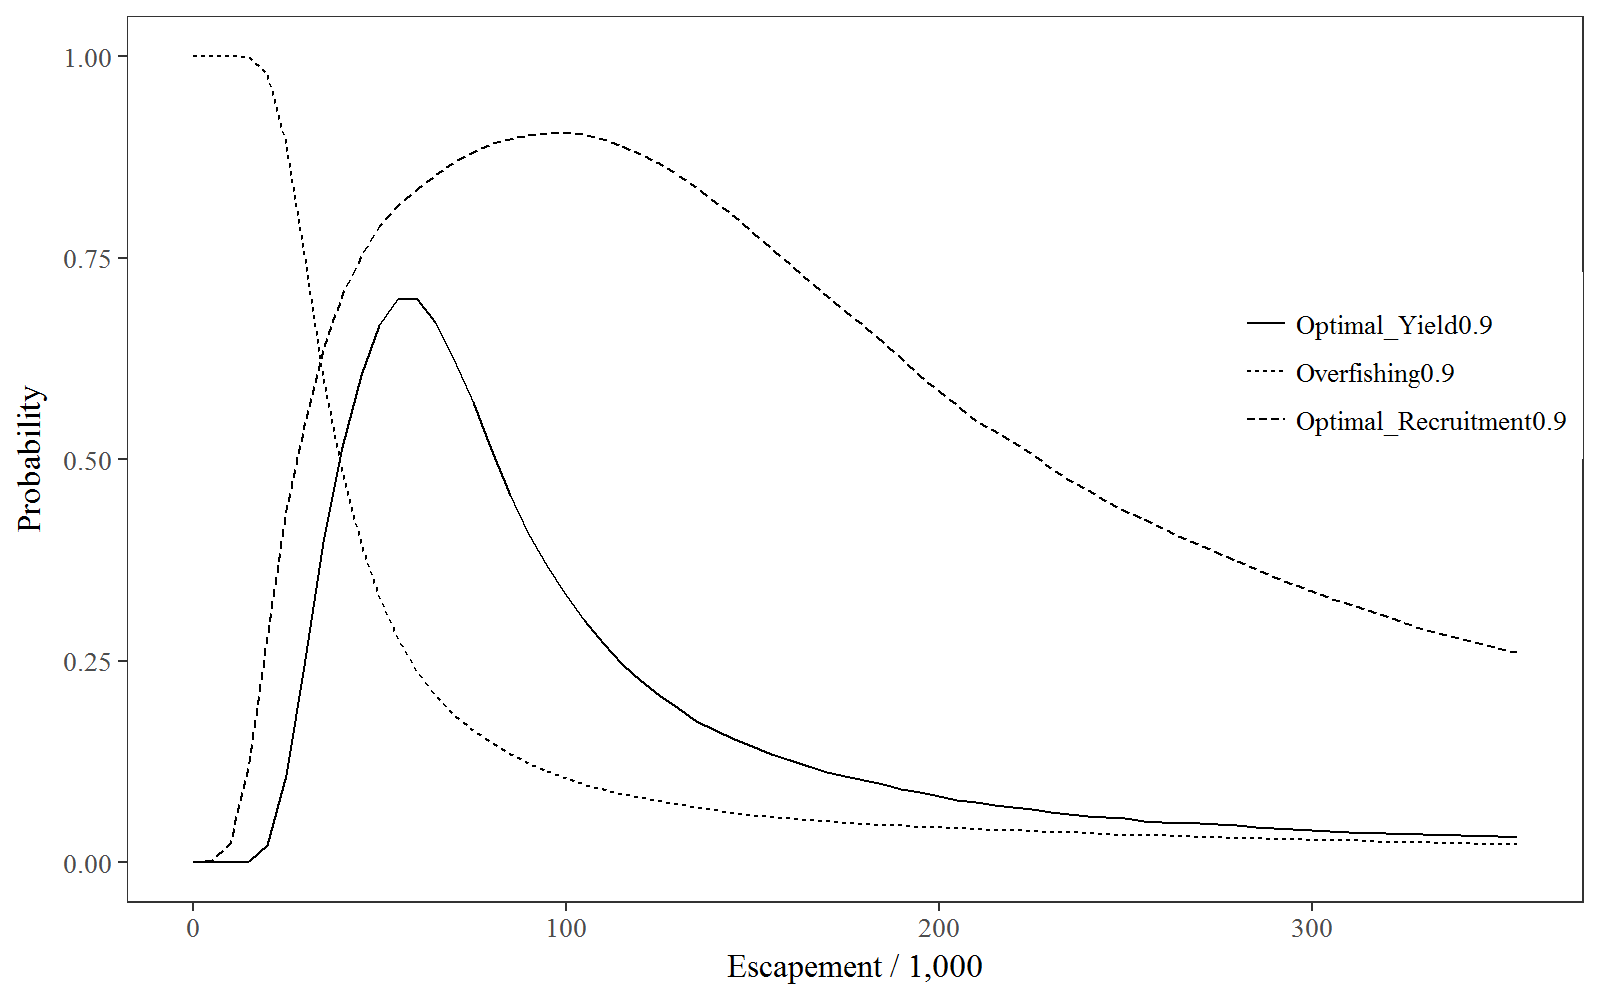 1.00
0.75
0.50
0.25
0.00
Probability
Optimal_Yield0.9
Overfishing0.9
Optimal_Recruitment0.9
0 100 200 300
Escapement / 1,000